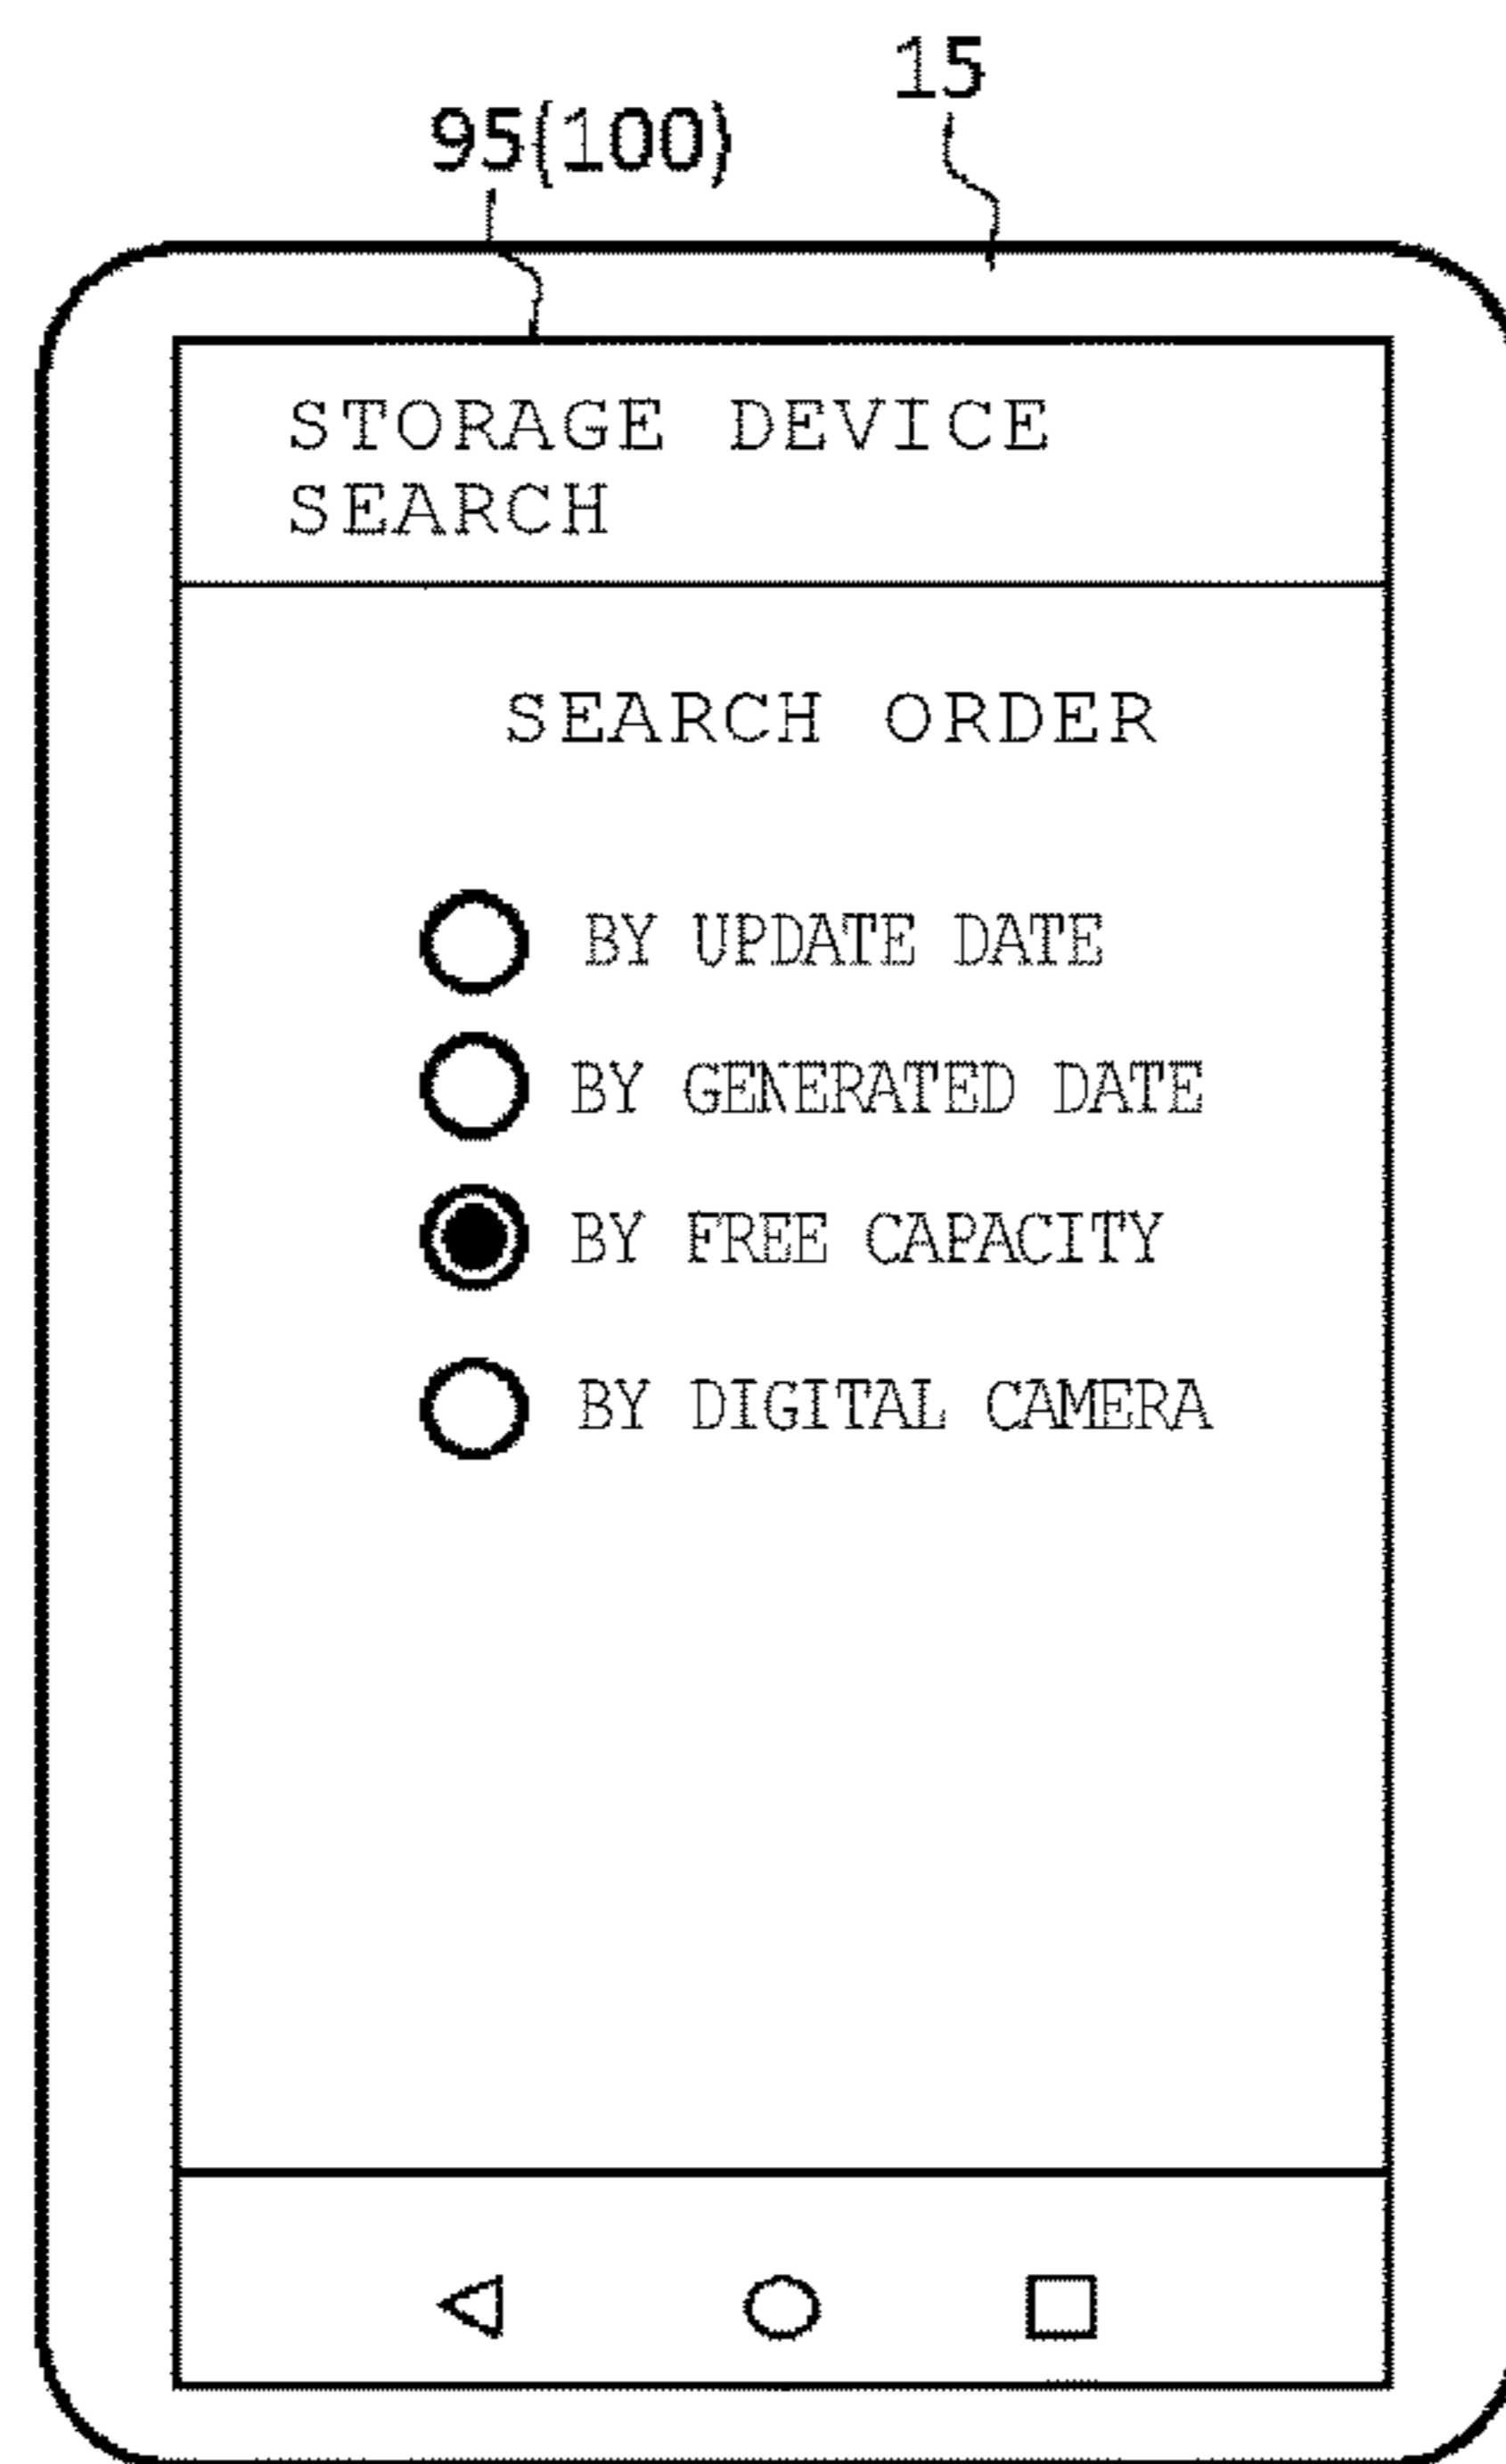 15
95(100)
STORAGE DEVICE
SEARCH
SEARCH ORDER
BY UPDATE DATE
BY GENERATED DATE
BY FREE CAPACITY
BY DIGITAL CAMERA